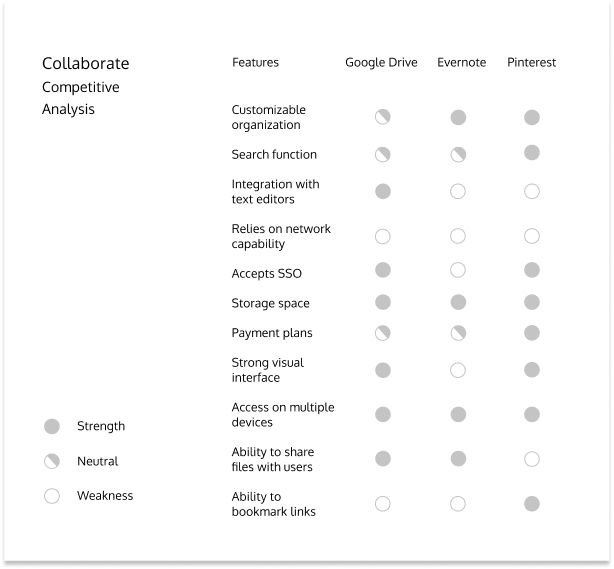 Collaborate
Competitive
Analysis
Features
Google Drive
Evernote
Pinterest
Customizable
organization
Search function
Integration with
text editors
Relies on network
capability
Accepts SSO
Storage space
Payment plans
Strong visual
interface
Access on multiple
devices
Ability to share
files with users
Ability to
bookmark links
Strength
Neutral
Weakness